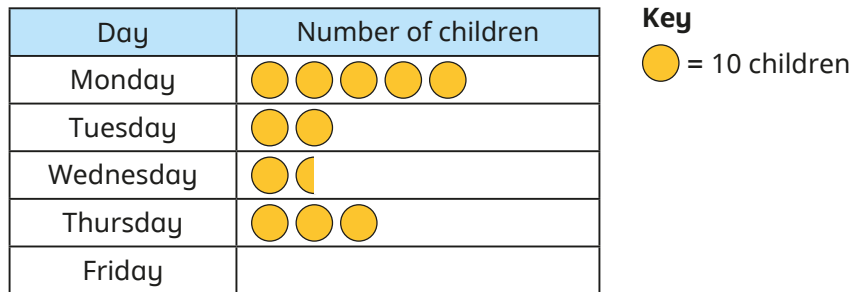 Day Number of children
Monday
Tuesday
Wednesday
Thursday
Friday
Key
= 10 children